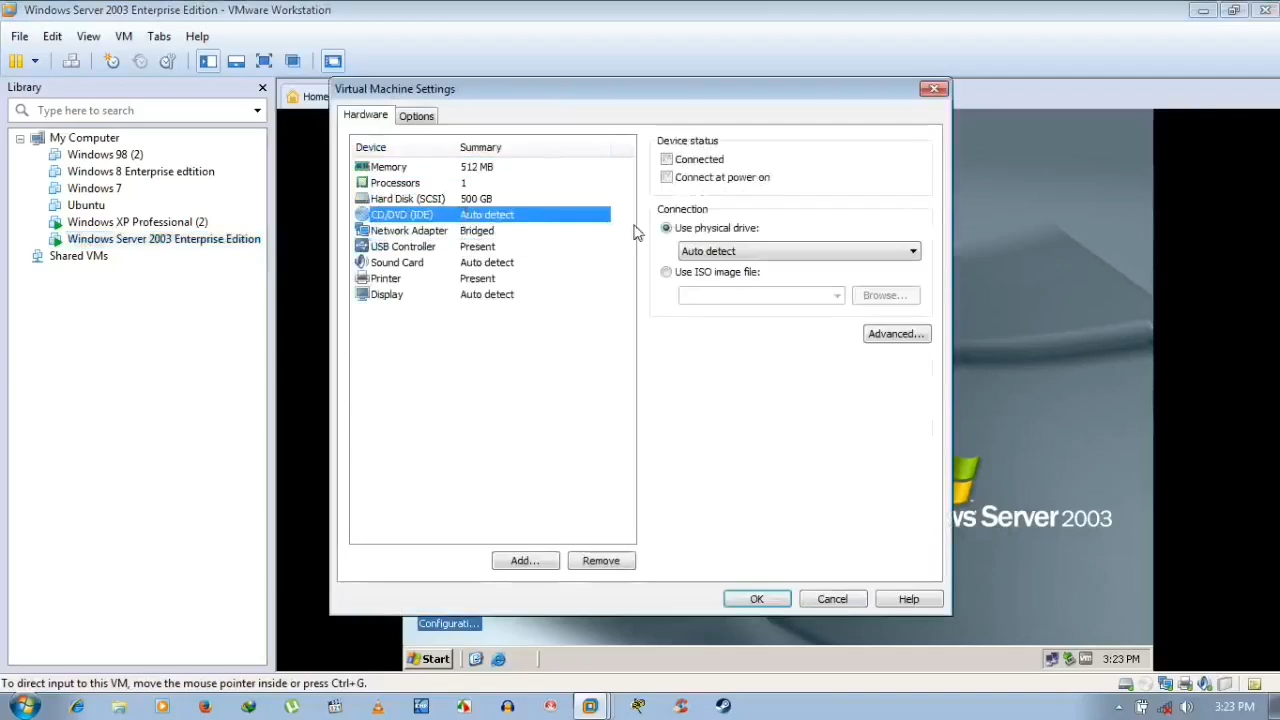 Windows Server 2003 Enterprise Edition - VMware Workstation
File Edit View VM Tabs Help
Library
Type here to search
My Computer
Windows 98 (2)
Windows 8 Enterprise edtition
Windows 7
Ubuntu
Windows XP Professional (2)
Windows Server 2003 Enterprise Edition
Shared VMs
Home
Virtual Machine Settings
Hardware Options
Device Summary
Memory 512 MB
Processors 1
Hard Disk (SCSI) 500 GB
CD/DVD (IDE) Auto detect
Network Adapter Bridged
USB Controller Present
Sound Card Auto detect
Printer Present
Display Auto detect
Add... Remove
Device status
Connected
Connect at power on
Connection
Use physical drive:
Auto detect
Use ISO image file:
Browse...
Advanced...
OK Cancel Help
ws Server 2003
Configurati...
Start
3:23 PM
To direct input to this VM, move the mouse pointer inside or press Ctrl+G.
3:23 PM